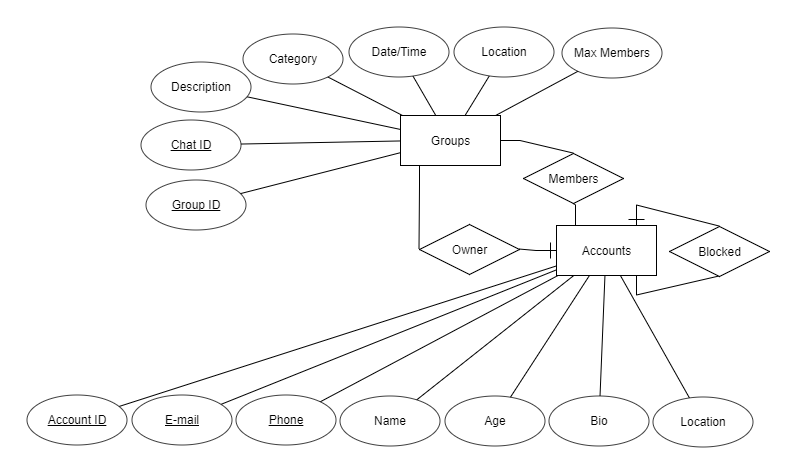 Date/Time
Location
Max Members
Category
Description
Groups
Chat ID
Members
Group ID
Owner
Accounts
Blocked
Account ID
E-mail
Phone
Name
Age
Bio
Location